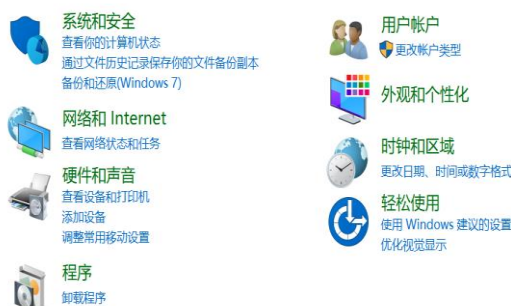 系统和安全
查看你的计算机状态
通过文件历史记录保存你的文件备份副本
备份和还原(Windows 7)
网络和 Internet
查看网络状态和任务
硬件和声音
查看设备和打印机
添加设备
调整常用移动设置
程序
卸载程序
用户帐户
更改帐户类型
外观和个性化
时钟和区域
更改日期、时间或数字格式
轻松使用
使用 Windows 建议的设置
优化视觉显示